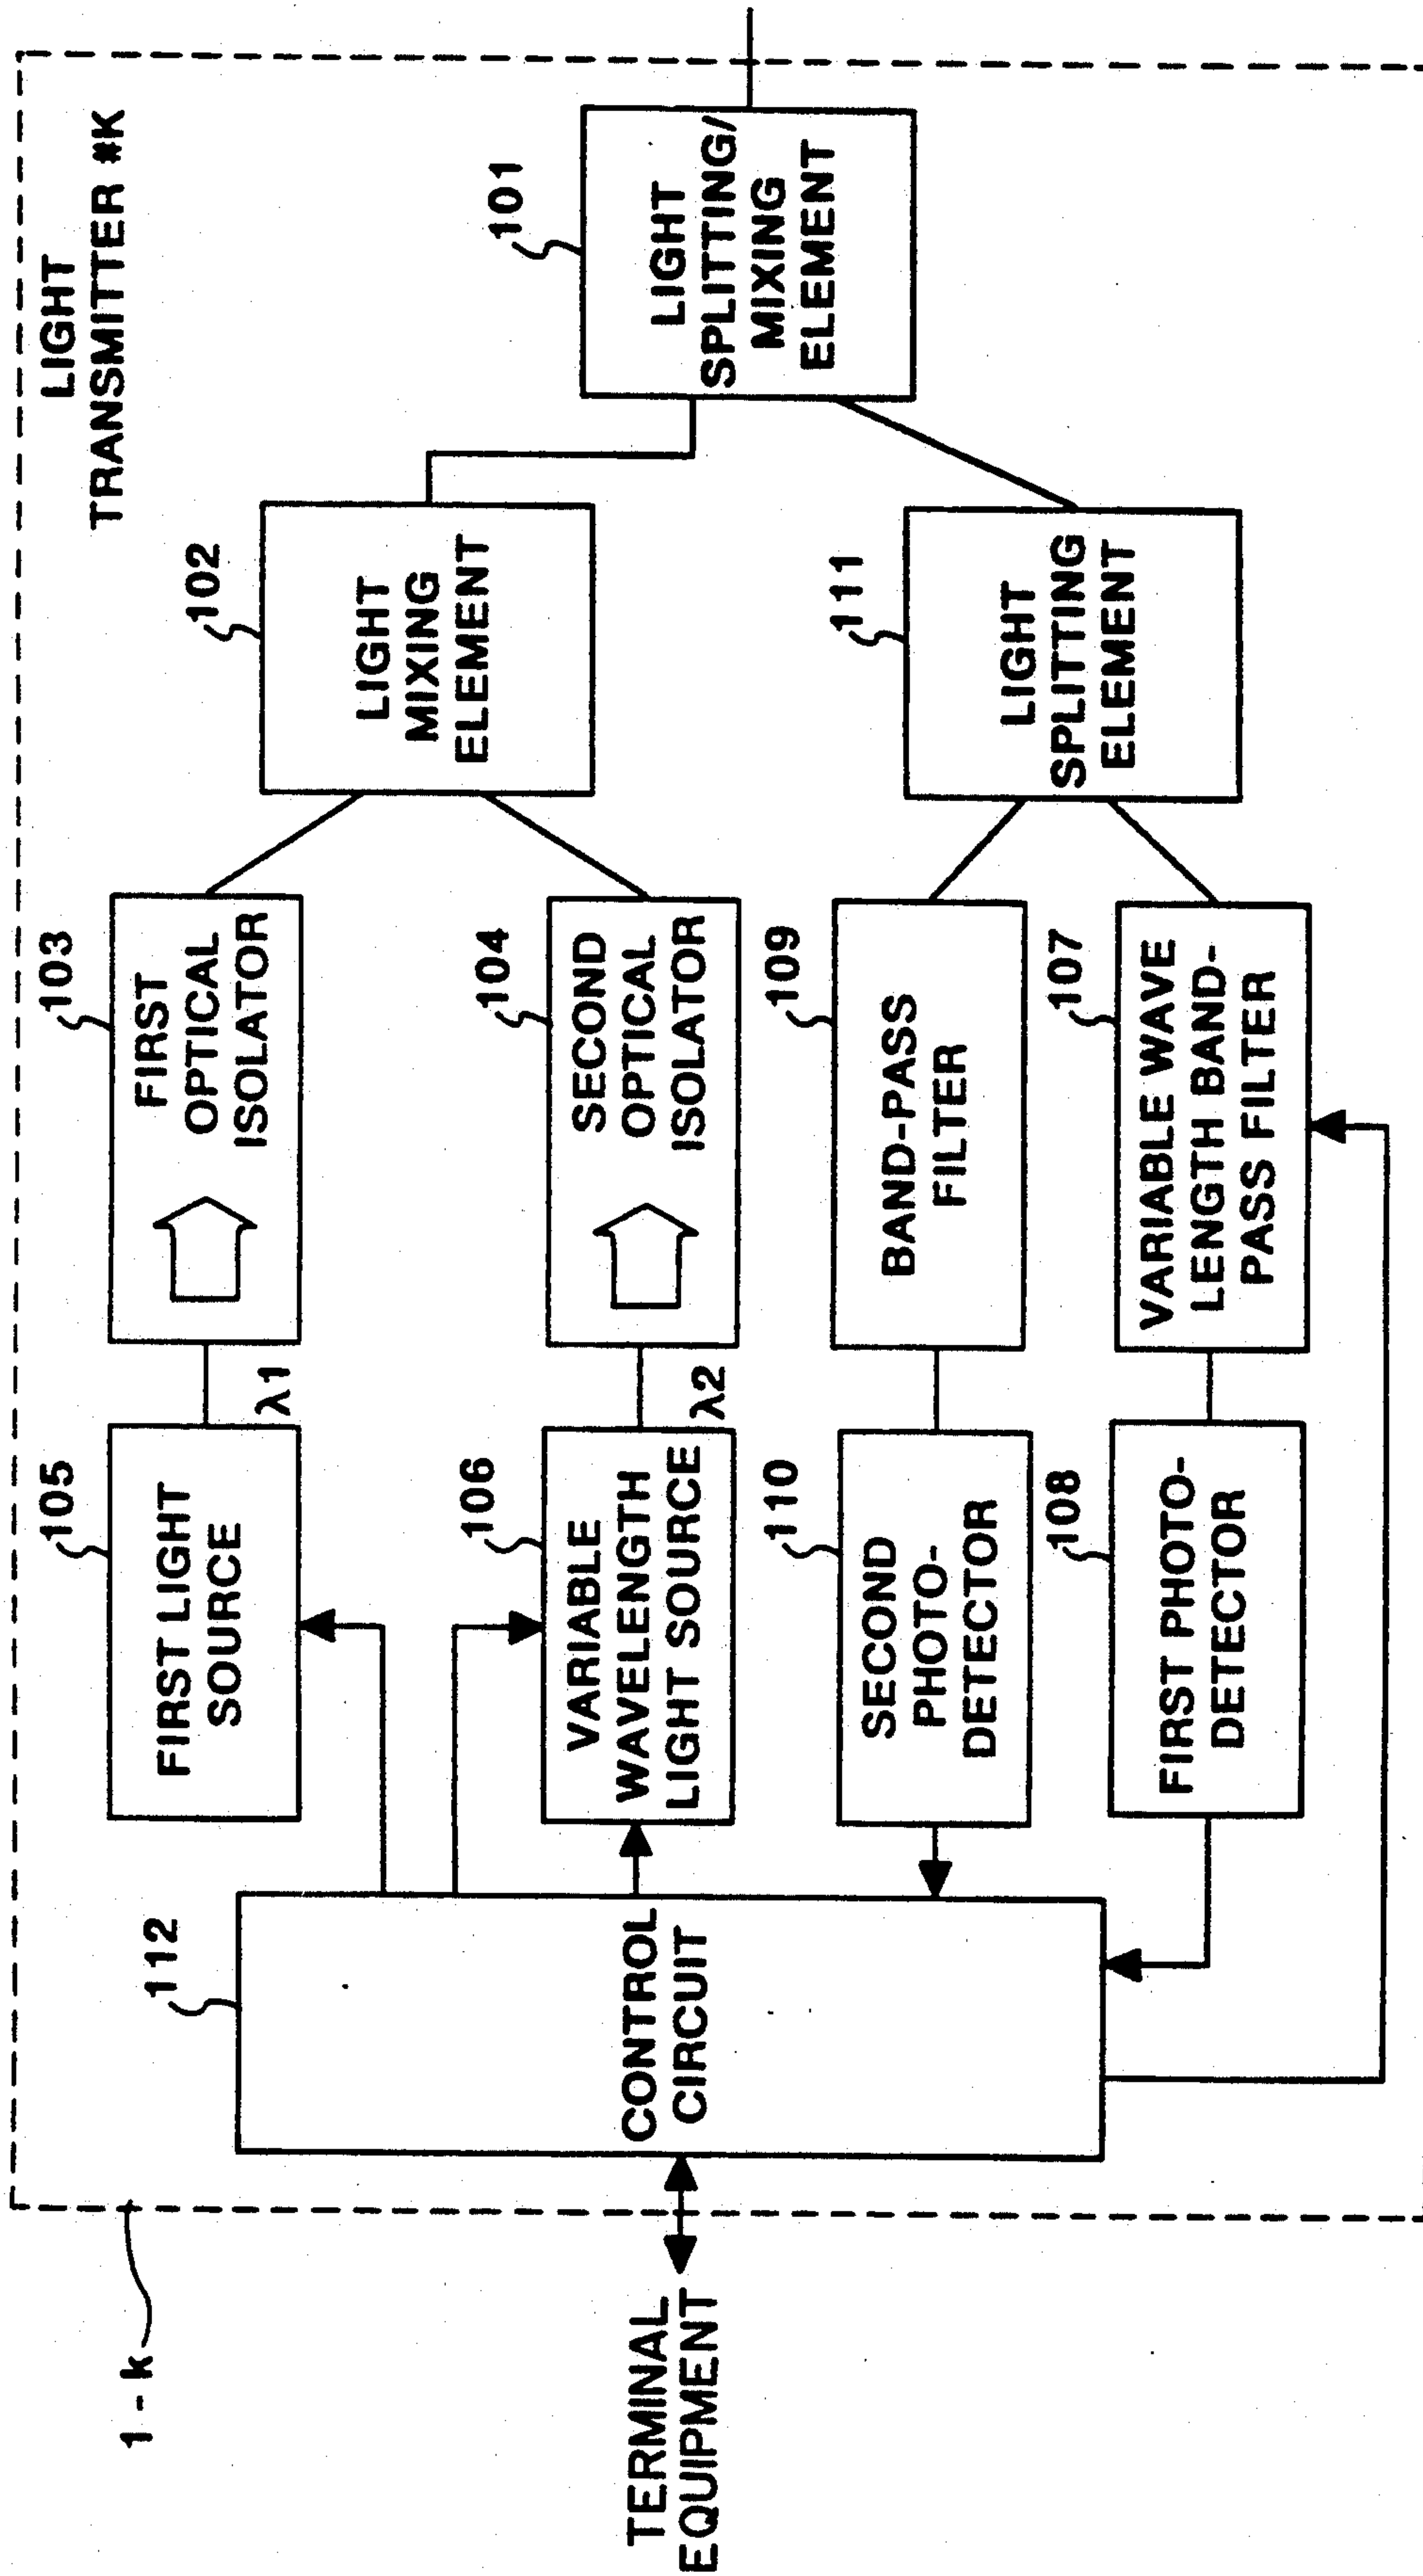 LIGHT
TRANSMITTER #K
1 - k
TERMINAL
EQUIPMENT
112
CONTROL
CIRCUIT
105
FIRST LIGHT
SOURCE
λ1
103
FIRST
OPTICAL
ISOLATOR
106
VARIABLE
WAVELENGTH
LIGHT SOURCE
λ2
104
SECOND
OPTICAL
ISOLATOR
110
SECOND
PHOTO-
DETECTOR
109
BAND-PASS
FILTER
108
FIRST PHOTO-
DETECTOR
107
VARIABLE WAVE
LENGTH BAND-
PASS FILTER
102
LIGHT
MIXING
ELEMENT
111
LIGHT
SPLITTING
ELEMENT
101
LIGHT
SPLITTING/
MIXING
ELEMENT